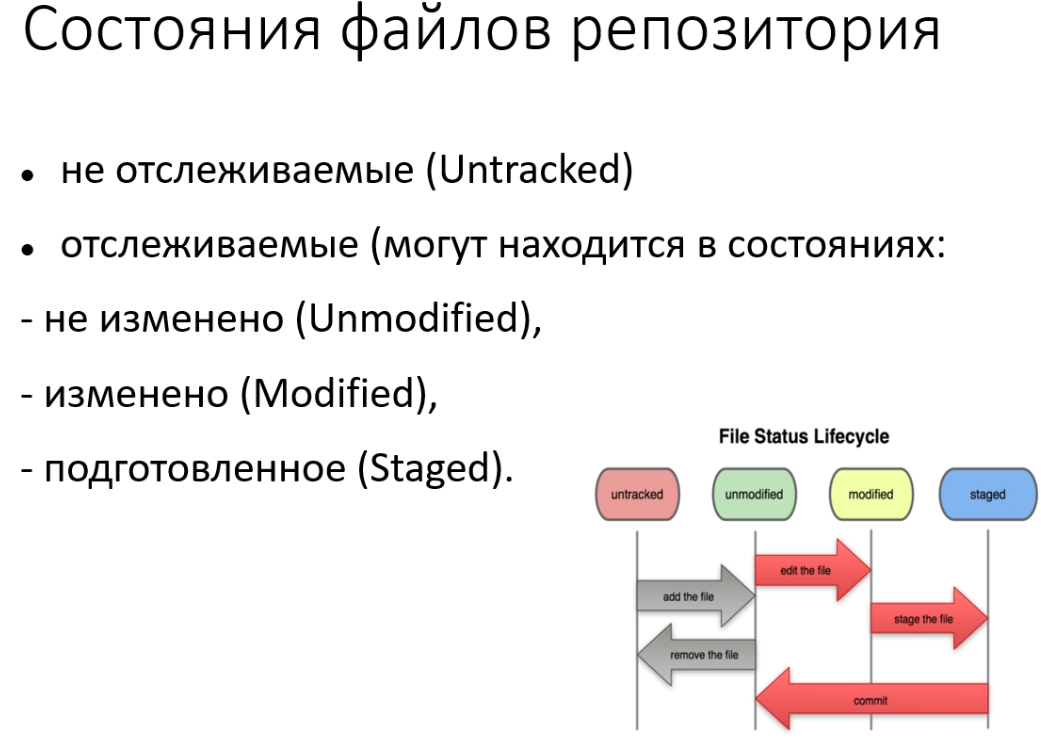 Состояния файлов репозитория
● не отслеживаемые (Untracked)
● отслеживаемые (могут находится в состояниях:
- не изменено (Unmodified),
- изменено (Modified),
- подготовленное (Staged).
File Status Lifecycle
untracked
unmodified
modified
staged
edit the file
add the file
stage the file
remove the file
commit